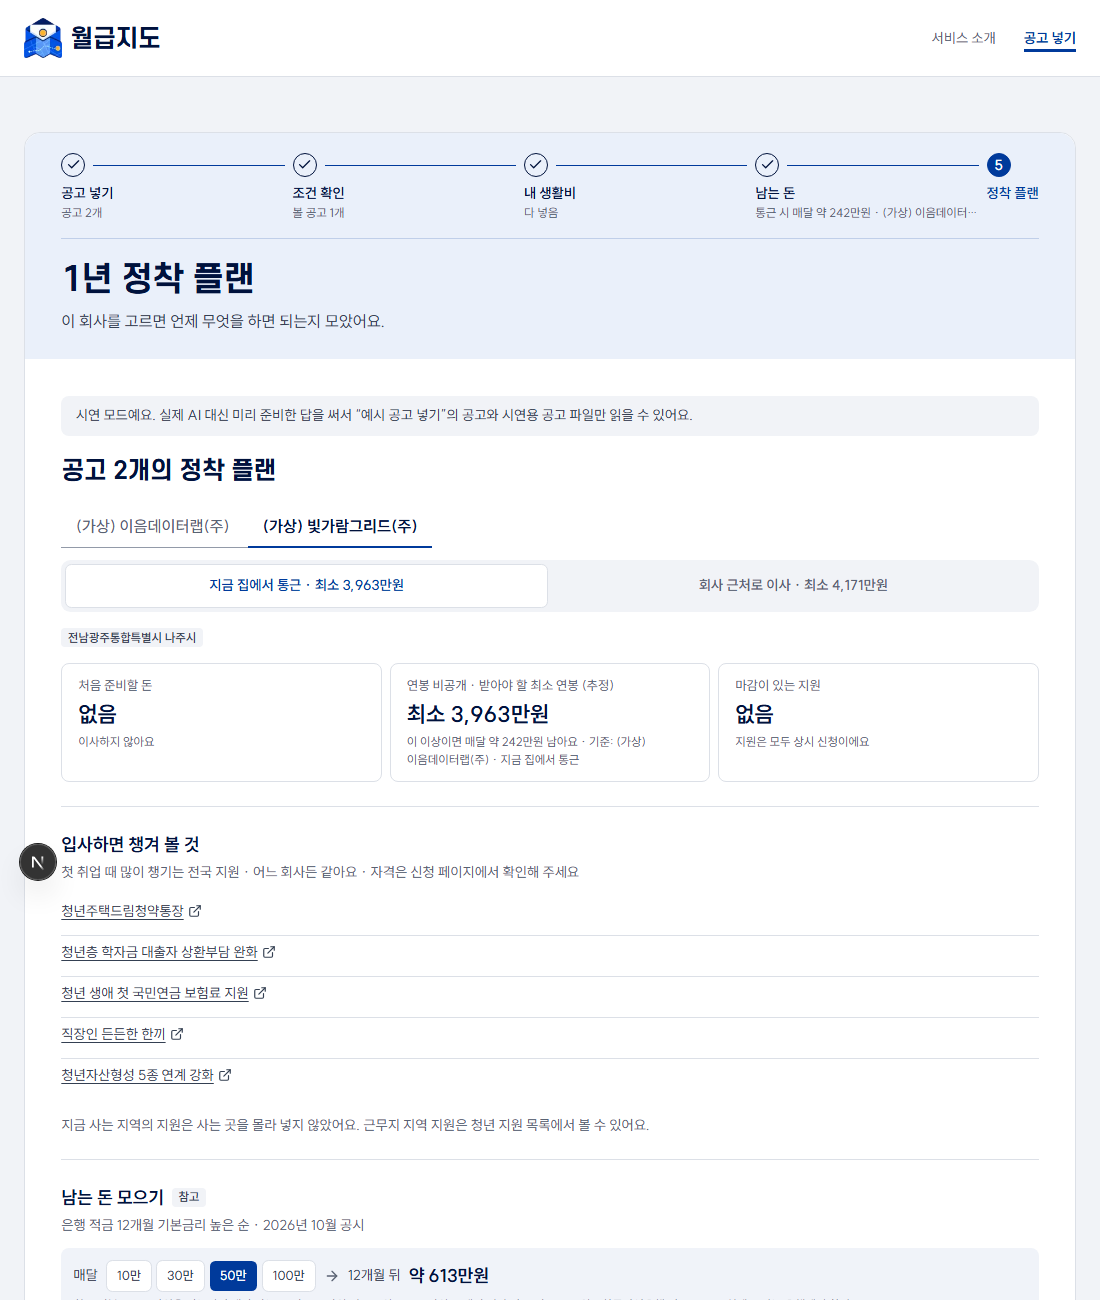 월급지도
서비스 소개
공고 넣기
공고 넣기
공고 2개
조건 확인
볼 공고 1개
내 생활비
다 넣음
남는 돈
통근 시 매달 약 242만원 · (가상) 이음데이터…
5
정착 플랜
1년 정착 플랜
이 회사를 고르면 언제 무엇을 하면 되는지 모았어요.
시연 모드예요. 실제 AI 대신 미리 준비한 답을 써서 “예시 공고 넣기”의 공고와 시연용 공고 파일만 읽을 수 있어요.
공고 2개의 정착 플랜
(가상) 이음데이터랩(주)
(가상) 빛가람그리드(주)
지금 집에서 통근 · 최소 3,963만원
회사 근처로 이사 · 최소 4,171만원
전남광주통합특별시 나주시
처음 준비할 돈
없음
이사하지 않아요
연봉 비공개 · 받아야 할 최소 연봉 (추정)
최소 3,963만원
이 이상이면 매달 약 242만원 남아요 · 기준: (가상)
이음데이터랩(주) · 지금 집에서 통근
마감이 있는 지원
없음
지원은 모두 상시 신청이에요
입사하면 챙겨 볼 것
N
첫 취업 때 많이 챙기는 전국 지원 · 어느 회사든 같아요 · 자격은 신청 페이지에서 확인해 주세요
청년주택드림청약통장
청년층 학자금 대출자 상환부담 완화
청년 생애 첫 국민연금 보험료 지원
직장인 든든한 한끼
청년자산형성 5종 연계 강화
지금 사는 지역의 지원은 사는 곳을 몰라 넣지 않았어요. 근무지 지역 지원은 청년 지원 목록에서 볼 수 있어요.
남는 돈 모으기
참고
은행 적금 12개월 기본금리 높은 순 · 2026년 10월 공시
매달
10만
30만
50만
100만
→ 12개월 뒤 약 613만원